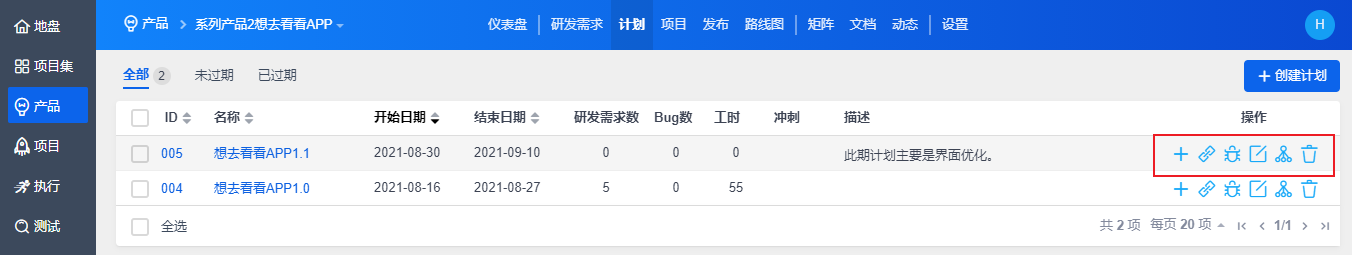 地盘
项目集
产品
项目
执行
测试
产品 > 系列产品2想去看看APP
仪表盘 研发需求 计划 项目 发布 路线图 矩阵 文档 动态 设置
H
全部 2 未过期 已过期
创建计划
ID 名称 开始日期 结束日期 研发需求数 Bug数 工时 冲刺 描述 操作
005 想去看看APP1.1 2021-08-30 2021-09-10 0 0 0 此期计划主要是界面优化。
004 想去看看APP1.0 2021-08-16 2021-08-27 5 0 55
全选
共 2 项 每页 20 项 1/1